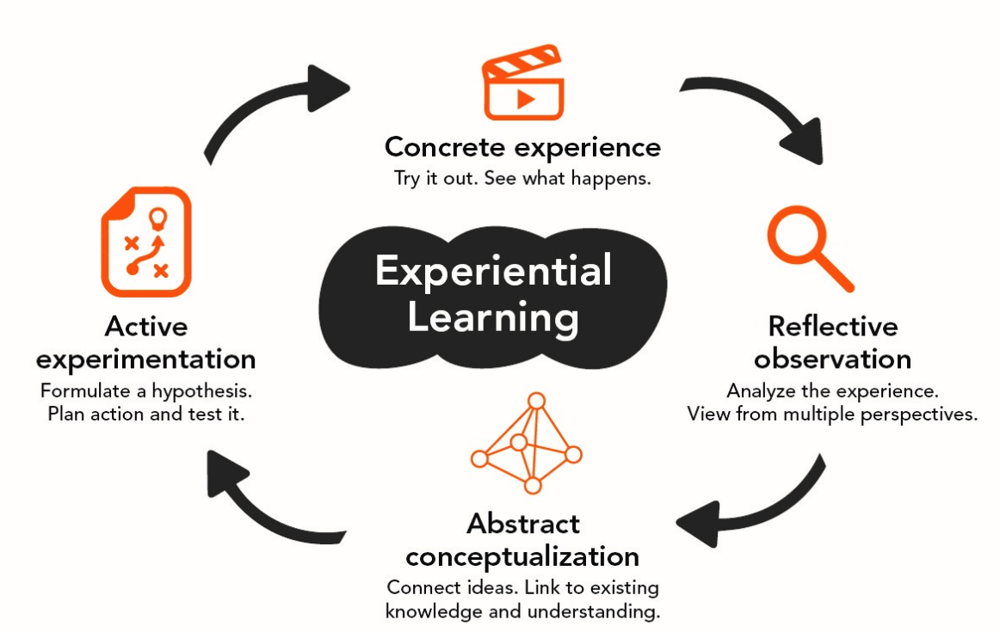 Concrete experience
Try it out. See what happens.
Experiential
Learning
Reflective
observation
Analyze the experience.
View from multiple perspectives.
Abstract
conceptualization
Connect ideas. Link to existing
knowledge and understanding.
Active
experimentation
Formulate a hypothesis.
Plan action and test it.